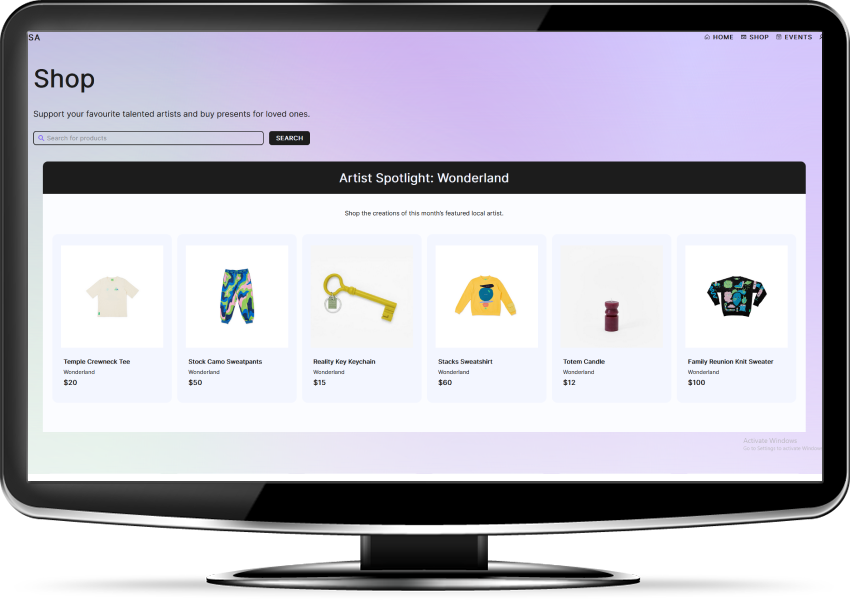 SA
HOME SHOP EVENTS
Shop
Support your favourite talented artists and buy presents for loved ones.
Search for products
SEARCH
Artist Spotlight: Wonderland
Shop the creations of this month's featured local artist.
Temple Crewneck Tee
Wonderland
$20
Stock Camo Sweatpants
Wonderland
$50
Reality Key Keychain
Wonderland
$15
Stacks Sweatshirt
Wonderland
$60
Totem Candle
Wonderland
$12
Family Reunion Knit Sweater
Wonderland
$100
Activate Windows
Go to Settings to activate Windows